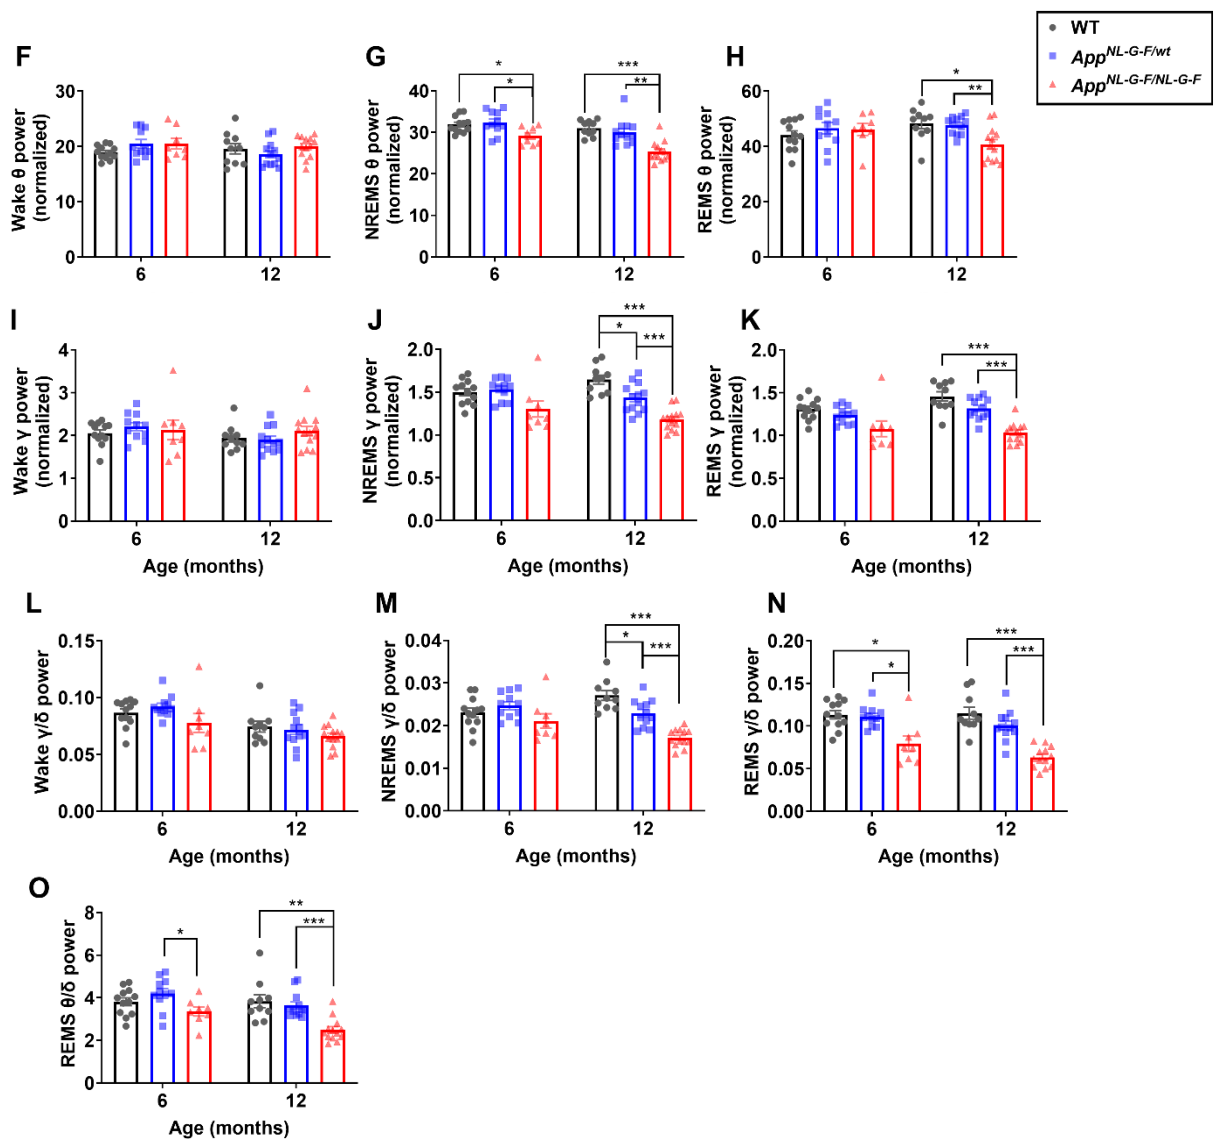 WT
App^NL-G-F/wt
App^NL-G-F/NL-G-F
F
Wake θ power
(normalized)
30
20
10
0
6
12
G
NREMS θ power
(normalized)
40
30
20
10
0
*
*
***
**
6
12
H
REMS θ power
(normalized)
60
40
20
0
*
**
6
12
I
Wake γ power
(normalized)
4
3
2
1
0
6
12
Age (months)
J
NREMS γ power
(normalized)
2.0
1.5
1.0
0.5
0.0
***
*
***
6
12
Age (months)
K
REMS γ power
(normalized)
2.0
1.5
1.0
0.5
0.0
***
***
6
12
Age (months)
L
Wake γ/δ power
0.15
0.10
0.05
0.00
6
12
Age (months)
M
NREMS γ/δ power
0.04
0.03
0.02
0.01
0.00
***
*
***
6
12
Age (months)
N
REMS γ/δ power
0.20
0.15
0.10
0.05
0.00
*
*
***
***
6
12
Age (months)
O
REMS θ/δ power
8
6
4
2
0
*
**
***
6
12
Age (months)